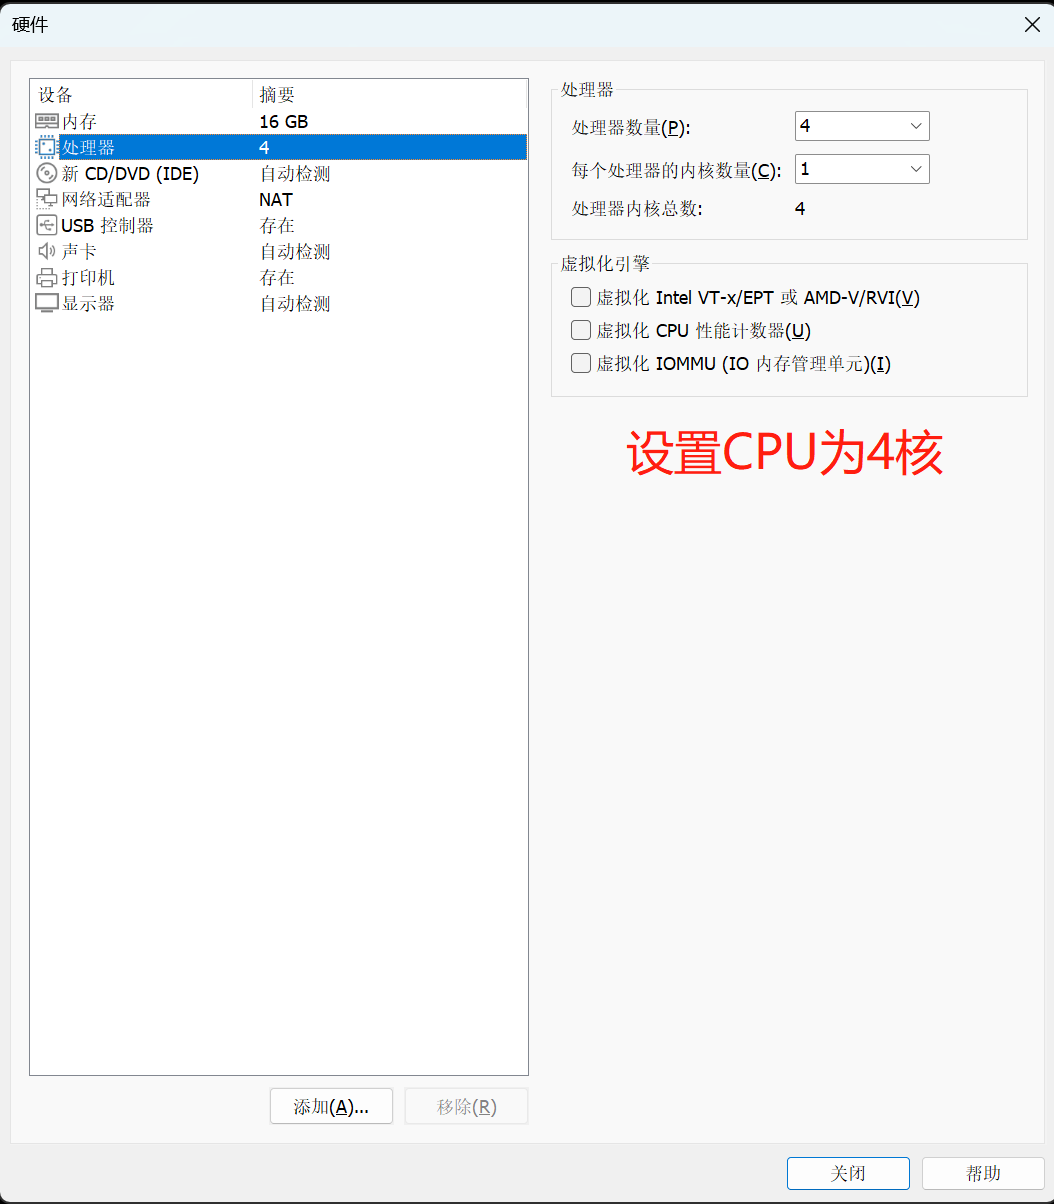 硬件
设备 摘要
内存 16 GB
处理器 4
新 CD/DVD (IDE) 自动检测
网络适配器 NAT
USB 控制器 存在
声卡 自动检测
打印机 存在
显示器 自动检测
添加(A)... 移除(R)
处理器
处理器数量(P): 4
每个处理器的内核数量(C): 1
处理器内核总数: 4
虚拟化引擎
虚拟化 Intel VT-x/EPT 或 AMD-V/RVI(V)
虚拟化 CPU 性能计数器(U)
虚拟化 IOMMU (IO 内存管理单元)(I)
设置CPU为4核
关闭 帮助